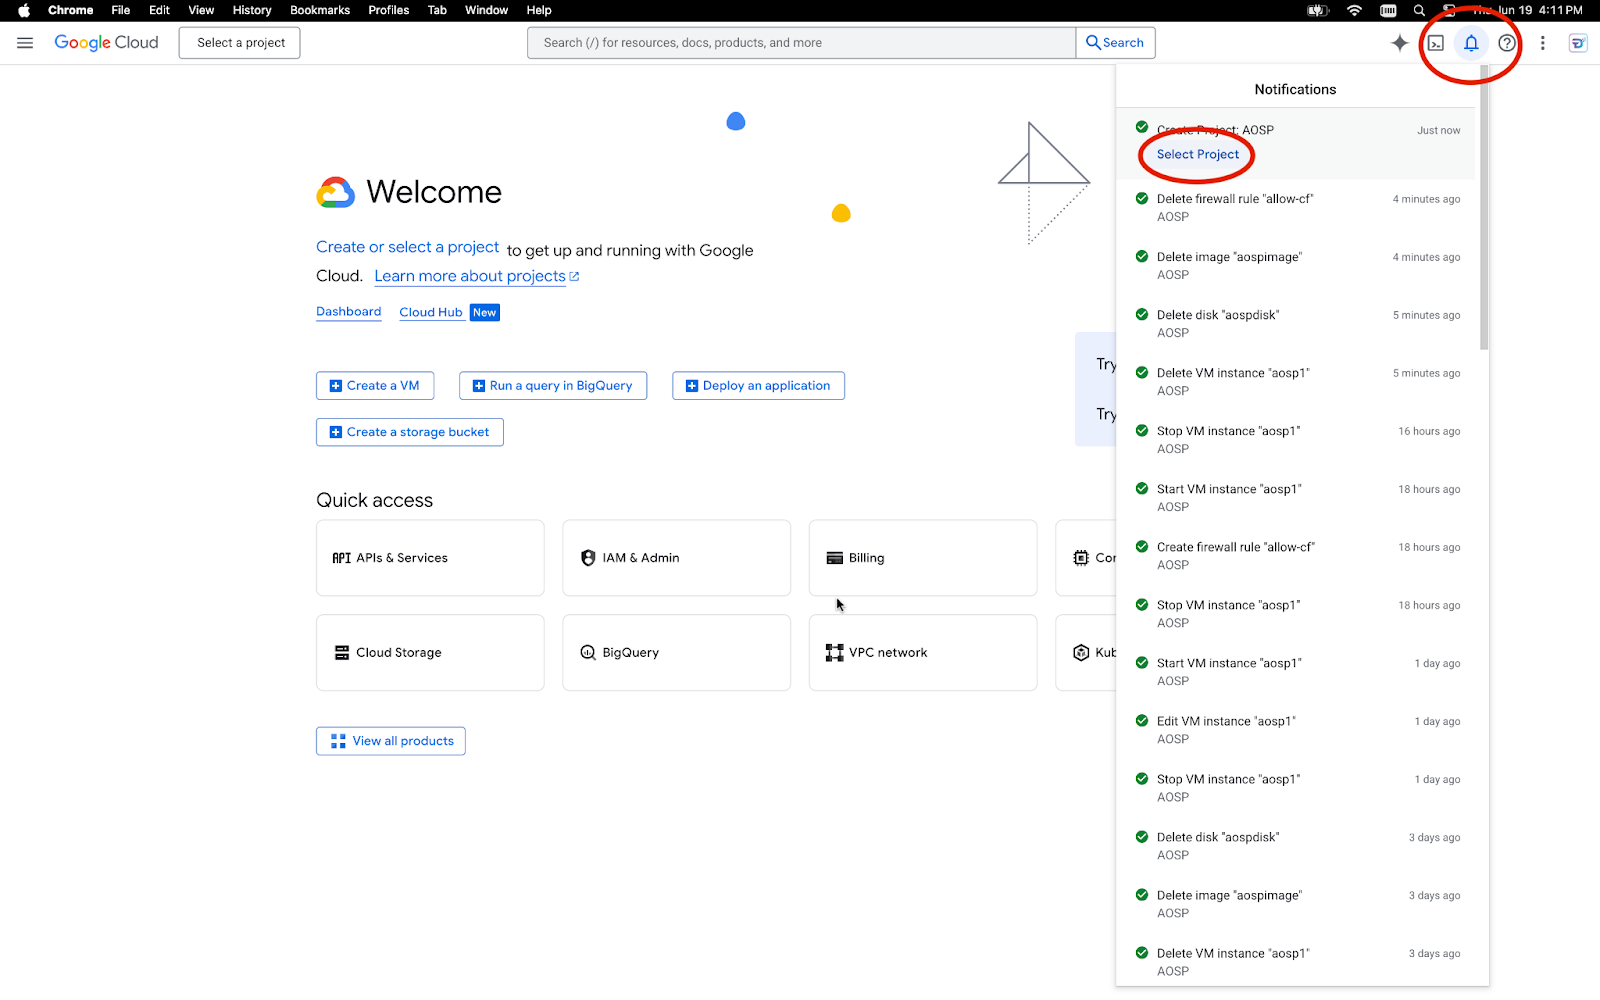 Chrome File Edit View History Bookmarks Profiles Tab Window Help Jun 19 4:11 PM
Google Cloud Select a project Search (/) for resources, docs, products, and more Search
Notifications
Create Project: AOSP Just now
Select Project
Delete firewall rule "allow-cf" 4 minutes ago
AOSP
Delete image "aospimage" 4 minutes ago
AOSP
Delete disk "aospdisk" 5 minutes ago
AOSP
Delete VM instance "aosp1" 5 minutes ago
AOSP
Stop VM instance "aosp1" 16 hours ago
AOSP
Start VM instance "aosp1" 18 hours ago
AOSP
Create firewall rule "allow-cf" 18 hours ago
AOSP
Stop VM instance "aosp1" 18 hours ago
AOSP
Start VM instance "aosp1" 1 day ago
AOSP
Edit VM instance "aosp1" 1 day ago
AOSP
Stop VM instance "aosp1" 1 day ago
AOSP
Delete disk "aospdisk" 3 days ago
AOSP
Delete image "aospimage" 3 days ago
AOSP
Delete VM instance "aosp1" 3 days ago
AOSP
Welcome
Create or select a project to get up and running with Google
Cloud. Learn more about projects
Dashboard Cloud Hub New
Try
Try
Create a VM Run a query in BigQuery Deploy an application
Create a storage bucket
Quick access
API APIs & Services IAM & Admin Billing
Cloud Storage BigQuery VPC network
View all products